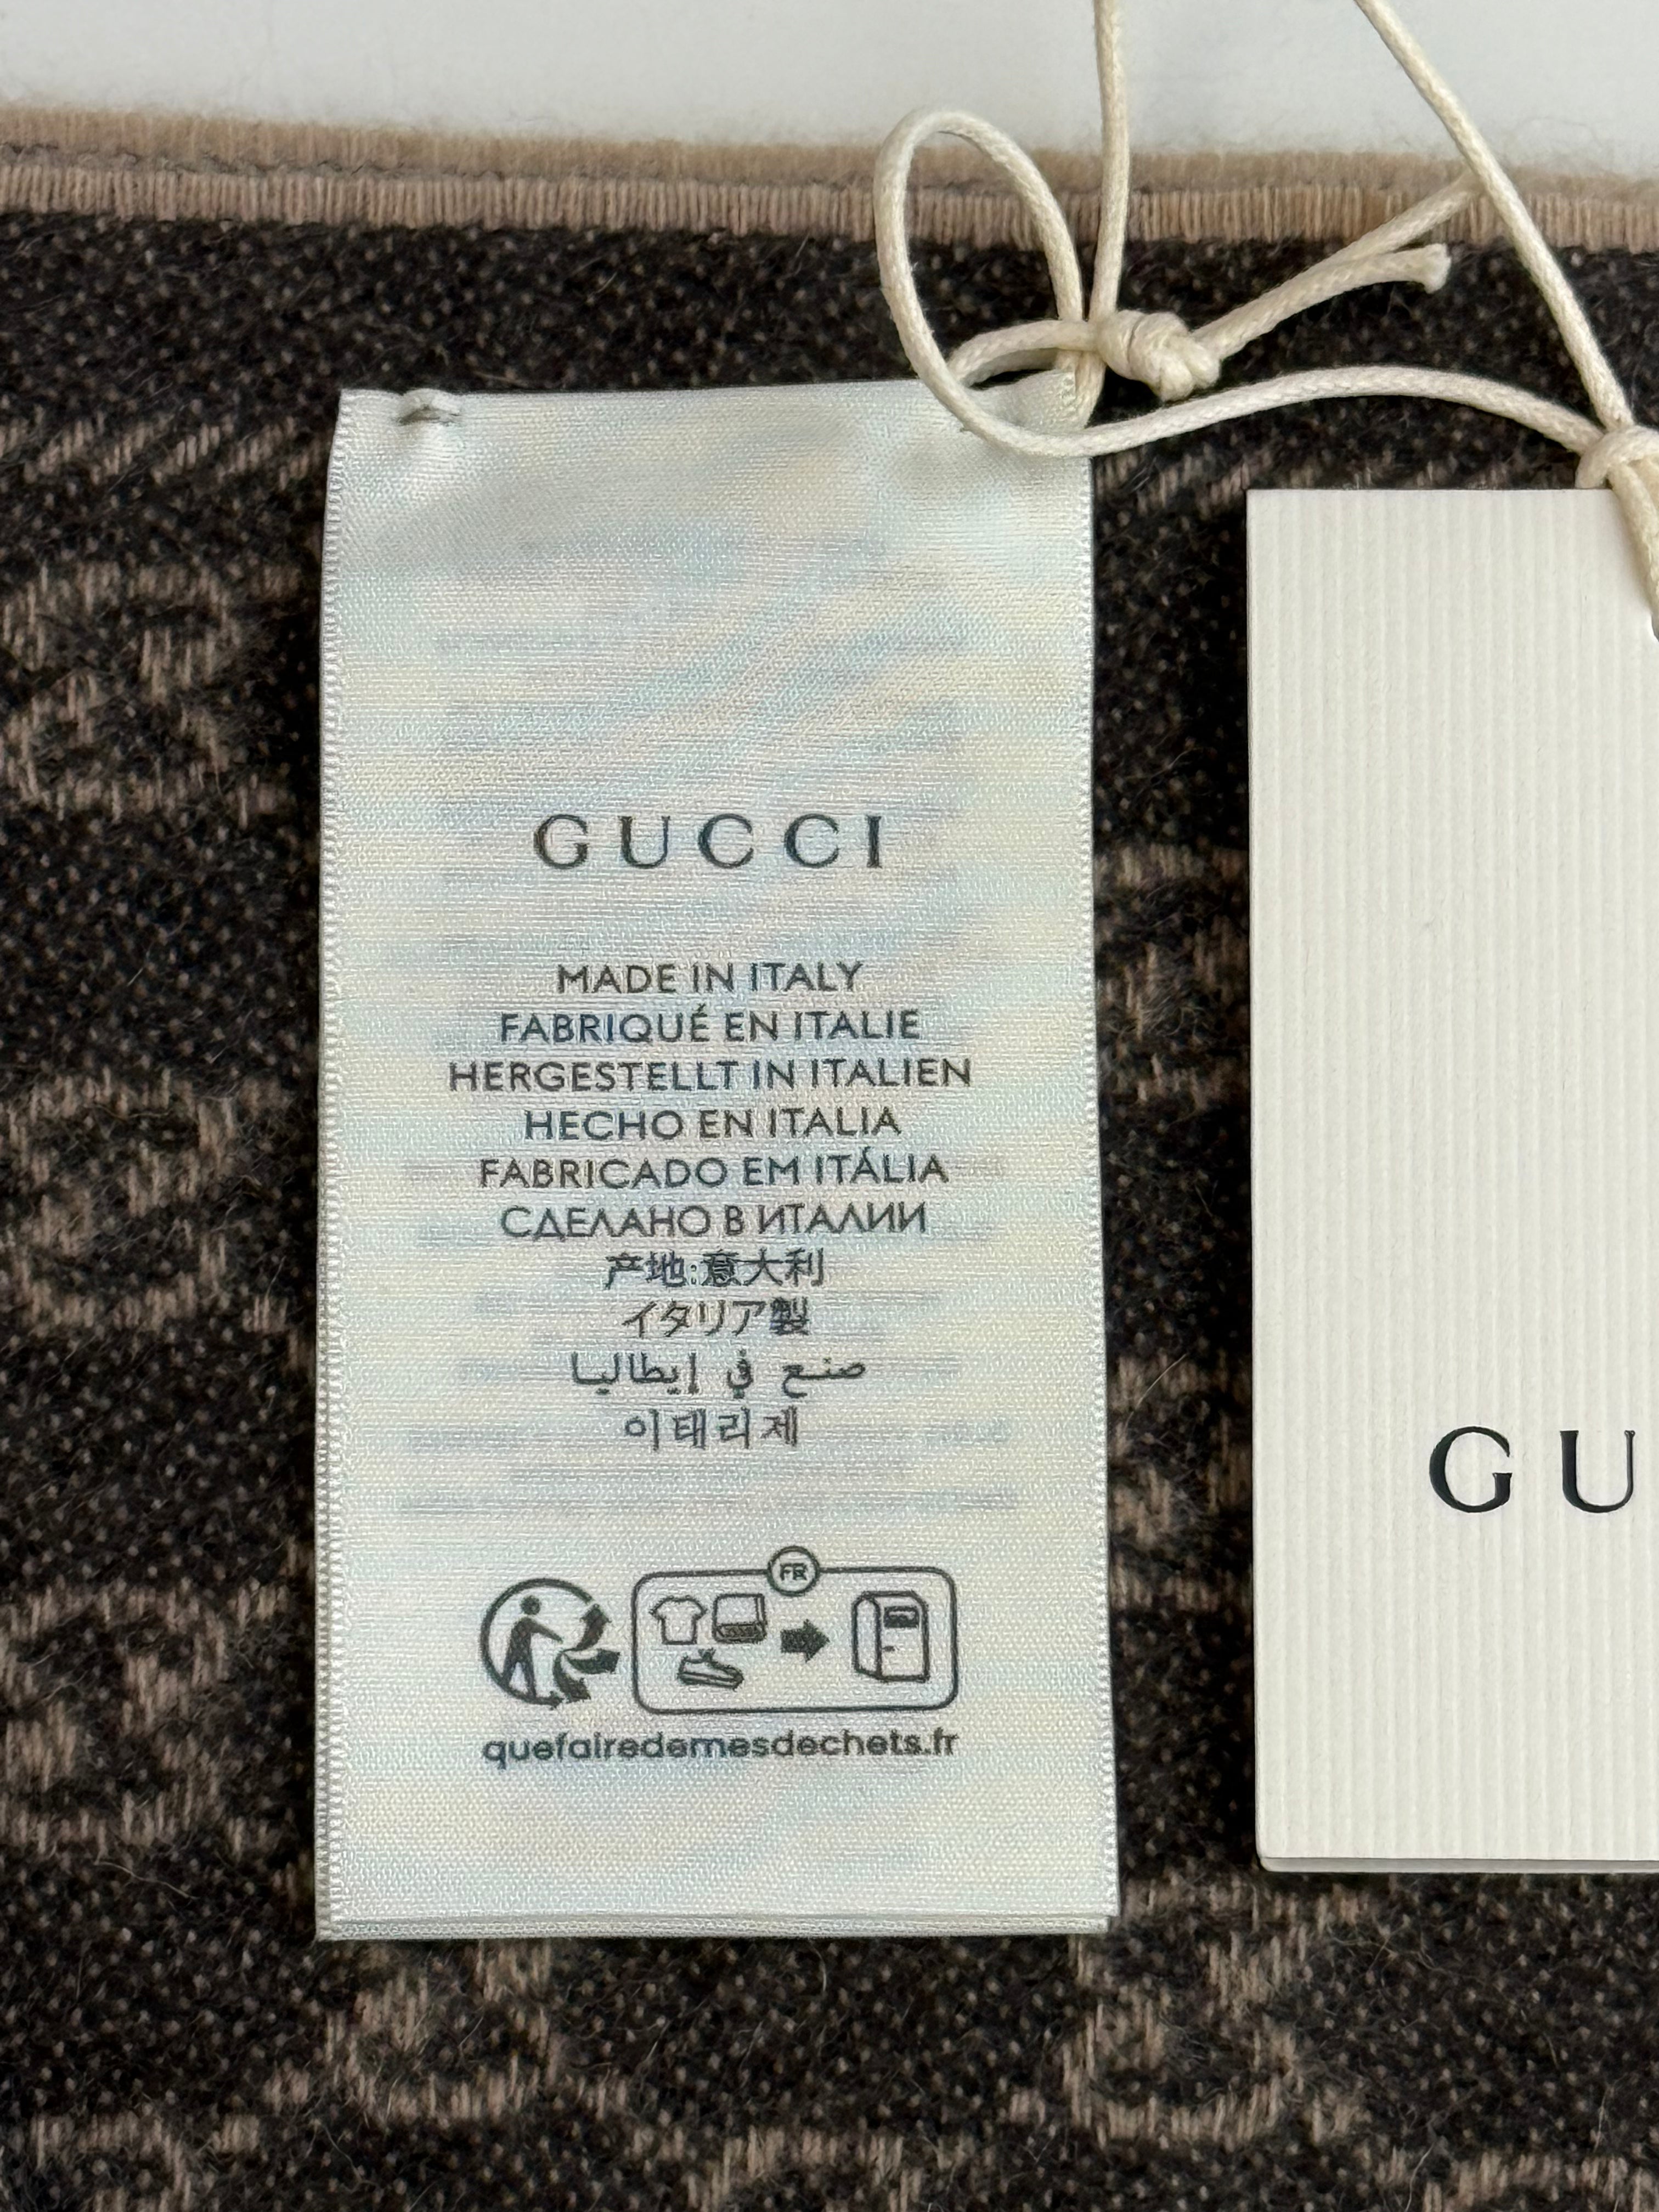 GUCCI
MADE IN ITALY
FABRIQUÉ EN ITALIE
HERGESTELLT IN ITALIEN
HECHO EN ITALIA
FABRICADO EM ITÁLIA
СДЕЛАНО В ИТАЛИИ
产地:意大利
イタリア製
صنع في إيطاليا
이태리제
FR
quefairedemesdechets.fr
GU